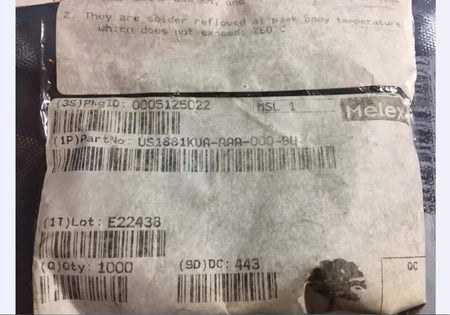 2. They are solder reflowed at peak body temperature
which does not exceed 260°C
(3S)PkgID: 0005125022 MSL 1 Melex
(1P)PartNo: US1881KUA-AAA-000-BU
(1T)Lot: E22438
(Q)Qty: 1000 (9D)DC: 443
QC